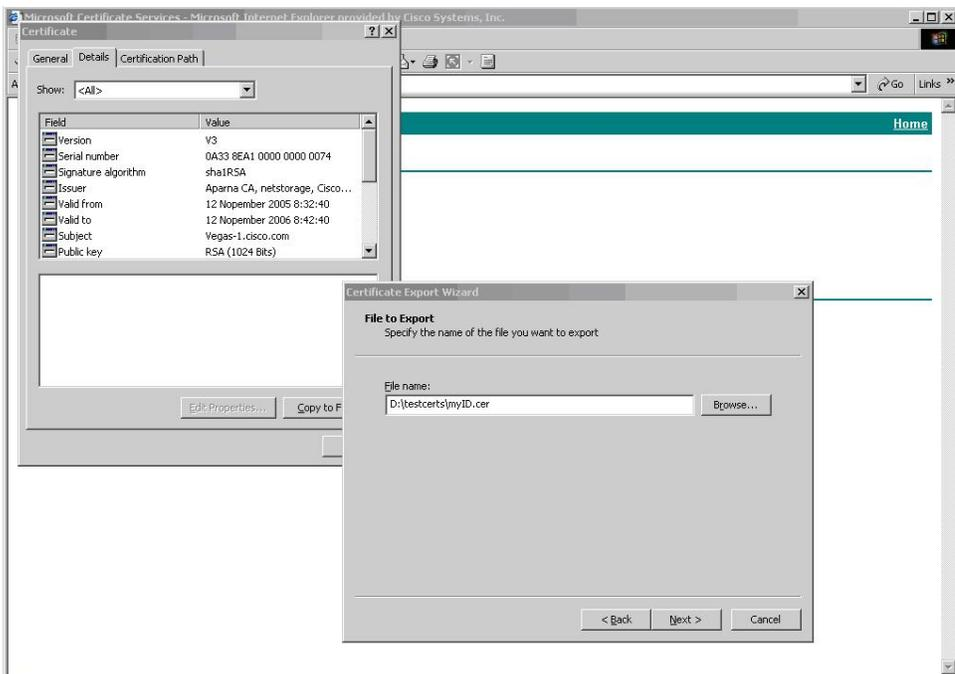 Microsoft Certificate Services - Microsoft Internet Explorer provided by Cisco Systems, Inc.
Certificate
General Details Certification Path
Show: <All>
Field Value
Version V3
Serial number 0A33 8EA1 0000 0000 0074
Signature algorithm sha1RSA
Issuer Aparna CA, netstorage, Cisco...
Valid from 12 Nopember 2005 8:32:40
Valid to 12 Nopember 2006 8:42:40
Subject Vegas-1.cisco.com
Public key RSA (1024 Bits)
Edit Properties... Copy to F
Go Links »
Home
Certificate Export Wizard
File to Export
Specify the name of the file you want to export
File name:
D:\testcerts\myID.cer Browse...
< Back Next > Cancel